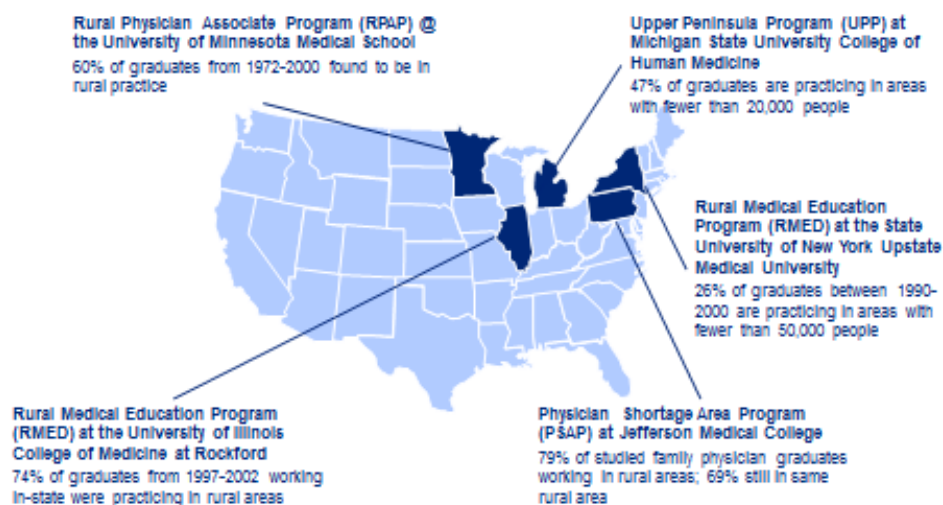 Rural Physician Associate Program (RPAP) @
the University of Minnesota Medical School
60% of graduates from 1972-2000 found to be in
rural practice
Upper Peninsula Program (UPP) at
Michigan State University College of
Human Medicine
47% of graduates are practicing in areas
with fewer than 20,000 people
Rural Medical Education
Program (RMED) at the State
University of New York Upstate
Medical University
26% of graduates between 1990-
2000 are practicing in areas with
fewer than 50,000 people
Rural Medical Education Program
(RMED) at the University of Illinois
College of Medicine at Rockford
74% of graduates from 1997-2002 working
in-state were practicing in rural areas
Physician Shortage Area Program
(PSAP) at Jefferson Medical College
79% of studied family physician graduates
working in rural areas; 69% still in same
rural area